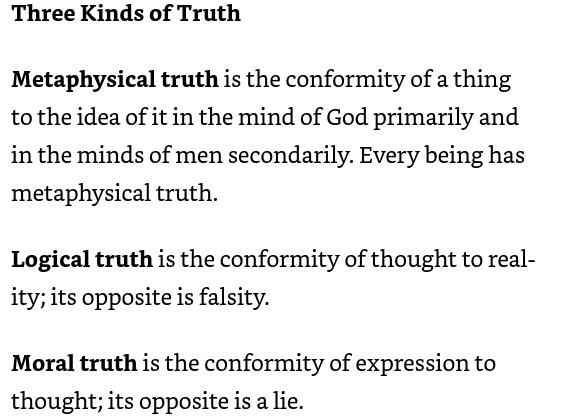 Three Kinds of Truth
Metaphysical truth is the conformity of a thing
to the idea of it in the mind of God primarily and
in the minds of men secondarily. Every being has
metaphysical truth.
Logical truth is the conformity of thought to real-
ity; its opposite is falsity.
Moral truth is the conformity of expression to
thought; its opposite is a lie.